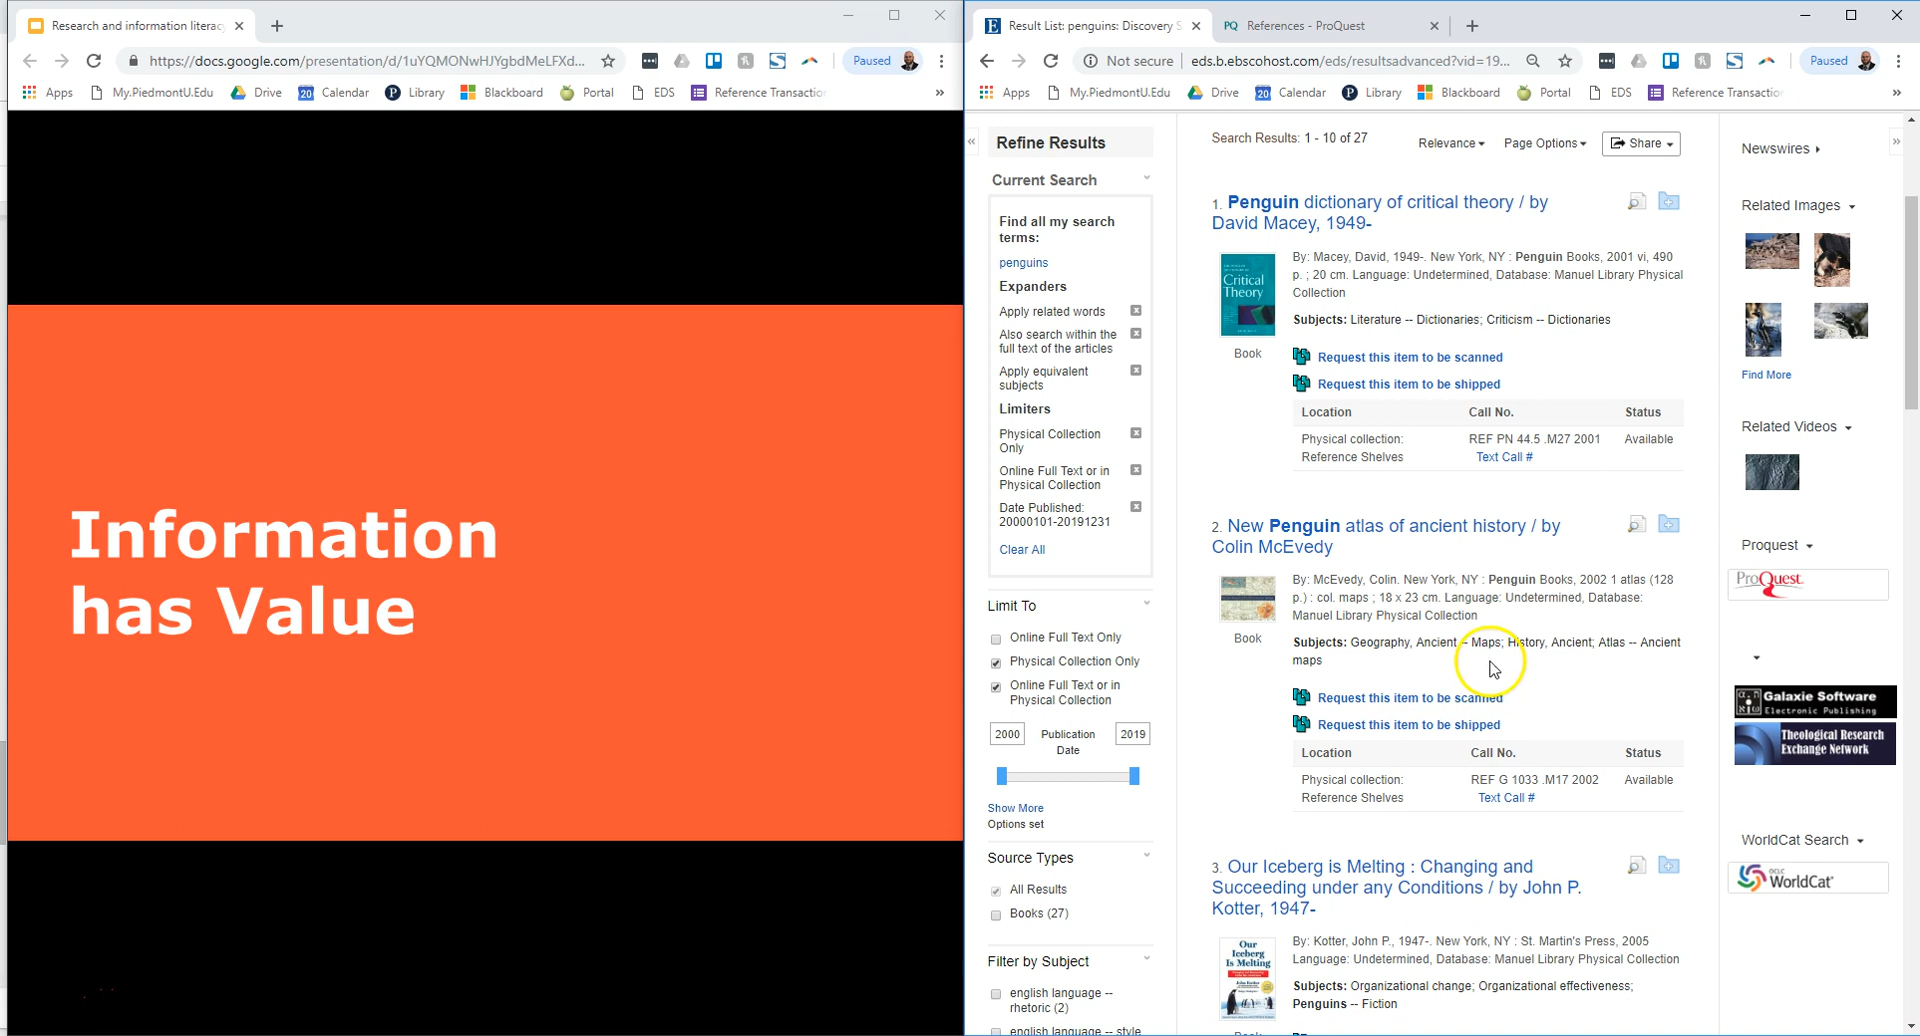 Research and information literac
https://docs.google.com/presentation/d/1uYQMONwHJYgbdMeLFXd...
Paused
Apps
My.PiedmontU.Edu
Drive
20
Calendar
P
Library
Blackboard
Portal
EDS
Reference Transactio
»
Information
has Value
E
Result List: penguins: Discovery S
PQ
References - ProQuest
Not secure
eds.b.ebscohost.com/eds/resultsadvanced?vid=19...
Paused
Apps
My.PiedmontU.Edu
Drive
20
Calendar
P
Library
Blackboard
Portal
EDS
Reference Transaction
»
«
Refine Results
Current Search
Find all my search
terms:
penguins
Expanders
Apply related words
Also search within the
full text of the articles
Apply equivalent
subjects
Limiters
Physical Collection
Only
Online Full Text or in
Physical Collection
Date Published:
20000101-20191231
Clear All
Limit To
Online Full Text Only
Physical Collection Only
Online Full Text or in
Physical Collection
2000
Publication
Date
2019
Show More
Options set
Source Types
All Results
Books (27)
Filter by Subject
english language --
rhetoric (2)
english language -- style
Search Results: 1 - 10 of 27
Relevance
Page Options
Share
1. Penguin dictionary of critical theory / by
David Macey, 1949-
Critical
Theory
Book
By: Macey, David, 1949-. New York, NY : Penguin Books, 2001 vi, 490
p. ; 20 cm. Language: Undetermined, Database: Manuel Library Physical
Collection
Subjects: Literature -- Dictionaries; Criticism -- Dictionaries
Request this item to be scanned
Request this item to be shipped
Location Call No. Status
Physical collection: REF PN 44.5 .M27 2001 Available
Reference Shelves Text Call #
2. New Penguin atlas of ancient history / by
Colin McEvedy
Book
By: McEvedy, Colin. New York, NY : Penguin Books, 2002 1 atlas (128
p.) : col. maps ; 18 x 23 cm. Language: Undetermined, Database:
Manuel Library Physical Collection
Subjects: Geography, Ancient -- Maps; History, Ancient; Atlas -- Ancient
maps
Request this item to be scanned
Request this item to be shipped
Location Call No. Status
Physical collection: REF G 1033 .M17 2002 Available
Reference Shelves Text Call #
3. Our Iceberg is Melting : Changing and
Succeeding under any Conditions / by John P.
Kotter, 1947-
Our
Iceberg
Is Melting
By: Kotter, John P., 1947-. New York, NY : St. Martin's Press, 2005
Language: Undetermined, Database: Manuel Library Physical Collection
Subjects: Organizational change; Organizational effectiveness;
Penguins -- Fiction
»
Newswires
Related Images
Find More
Related Videos
Proquest
ProQuest
Galaxie Software
Electronic Publishing
Theological Research
Exchange Network
WorldCat Search
OCLC
WorldCat